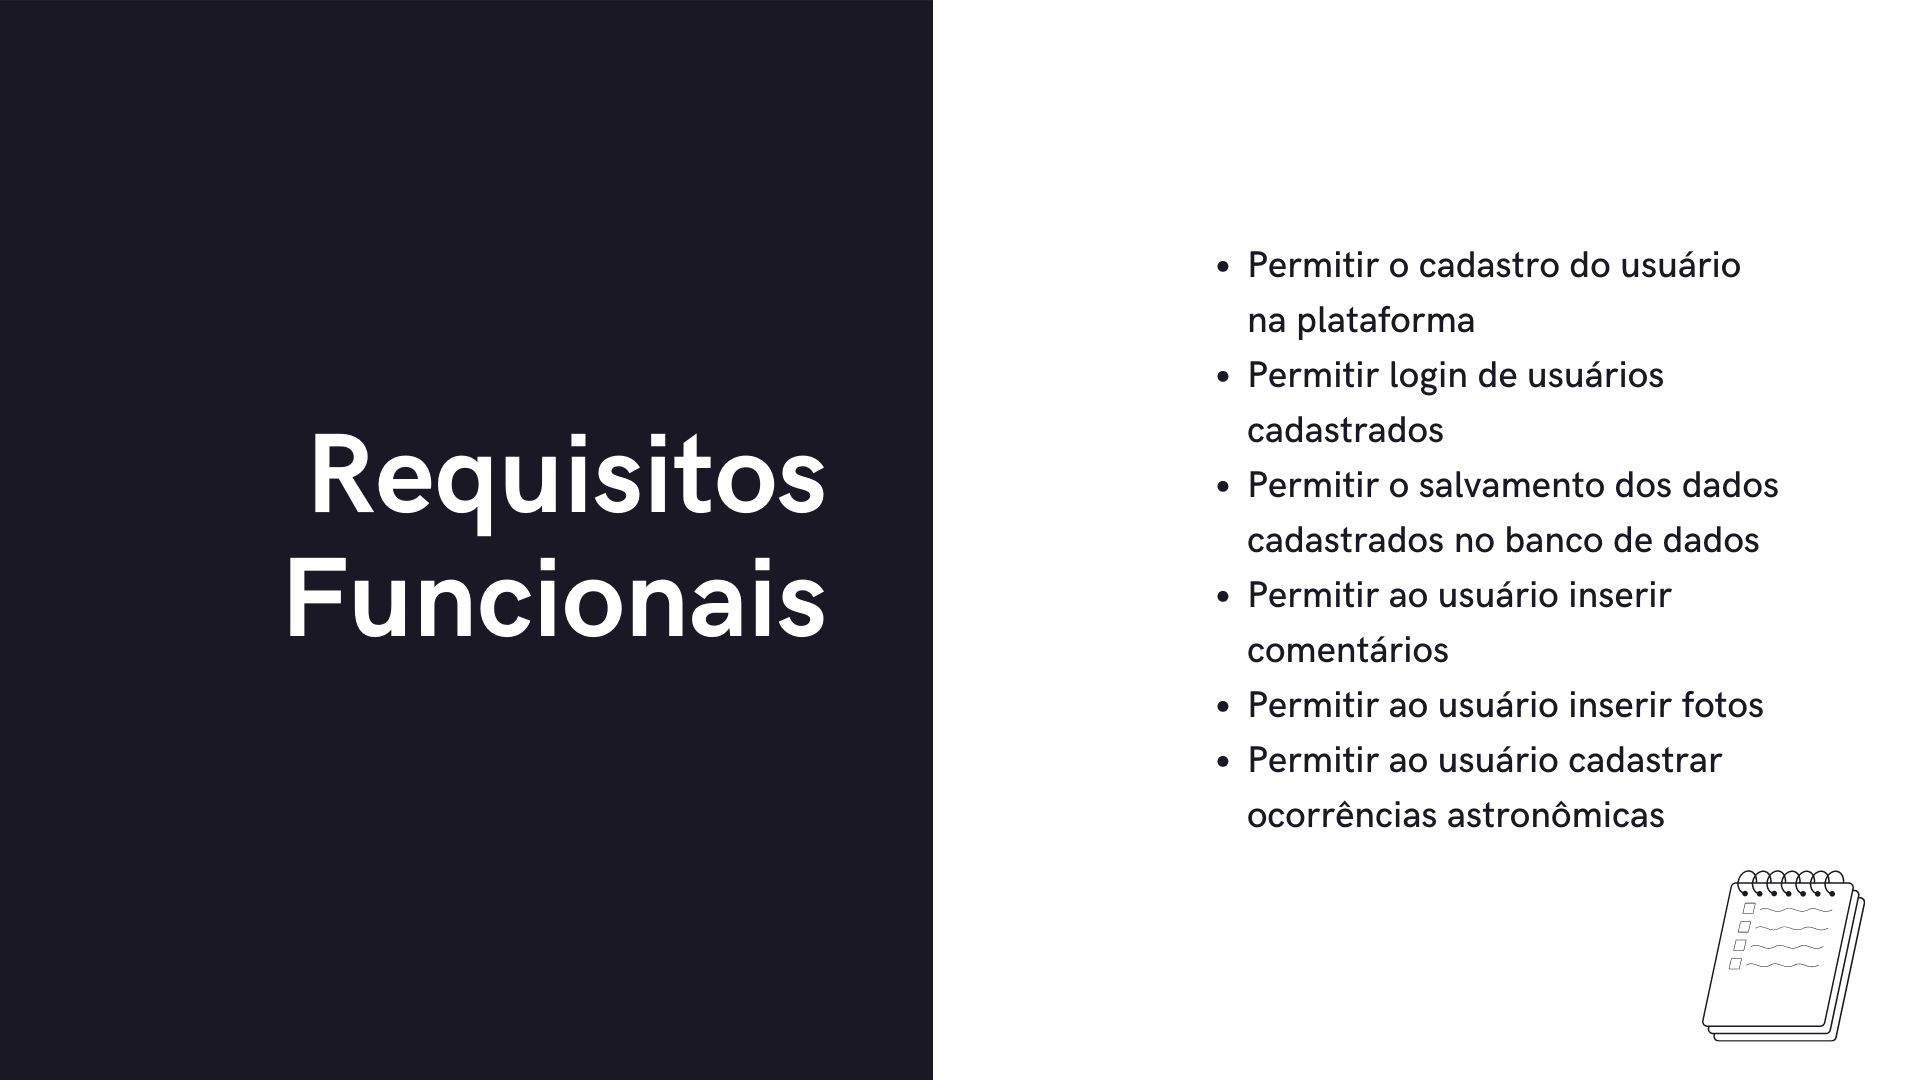 Requisitos
Funcionais
• Permitir o cadastro do usuário
na plataforma
• Permitir login de usuários
cadastrados
• Permitir o salvamento dos dados
cadastrados no banco de dados
• Permitir ao usuário inserir
comentários
• Permitir ao usuário inserir fotos
• Permitir ao usuário cadastrar
ocorrências astronômicas